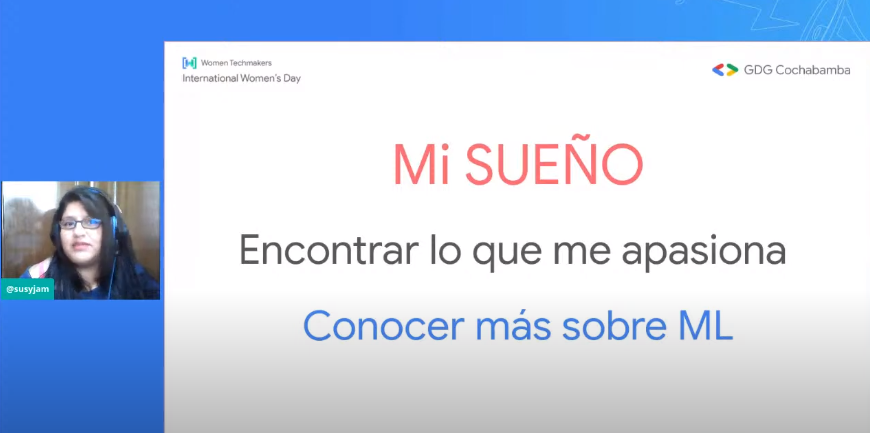 Women Techmakers
International Women's Day
GDG Cochabamba
Mi SUEÑO
Encontrar lo que me apasiona
Conocer más sobre ML
@susyjam